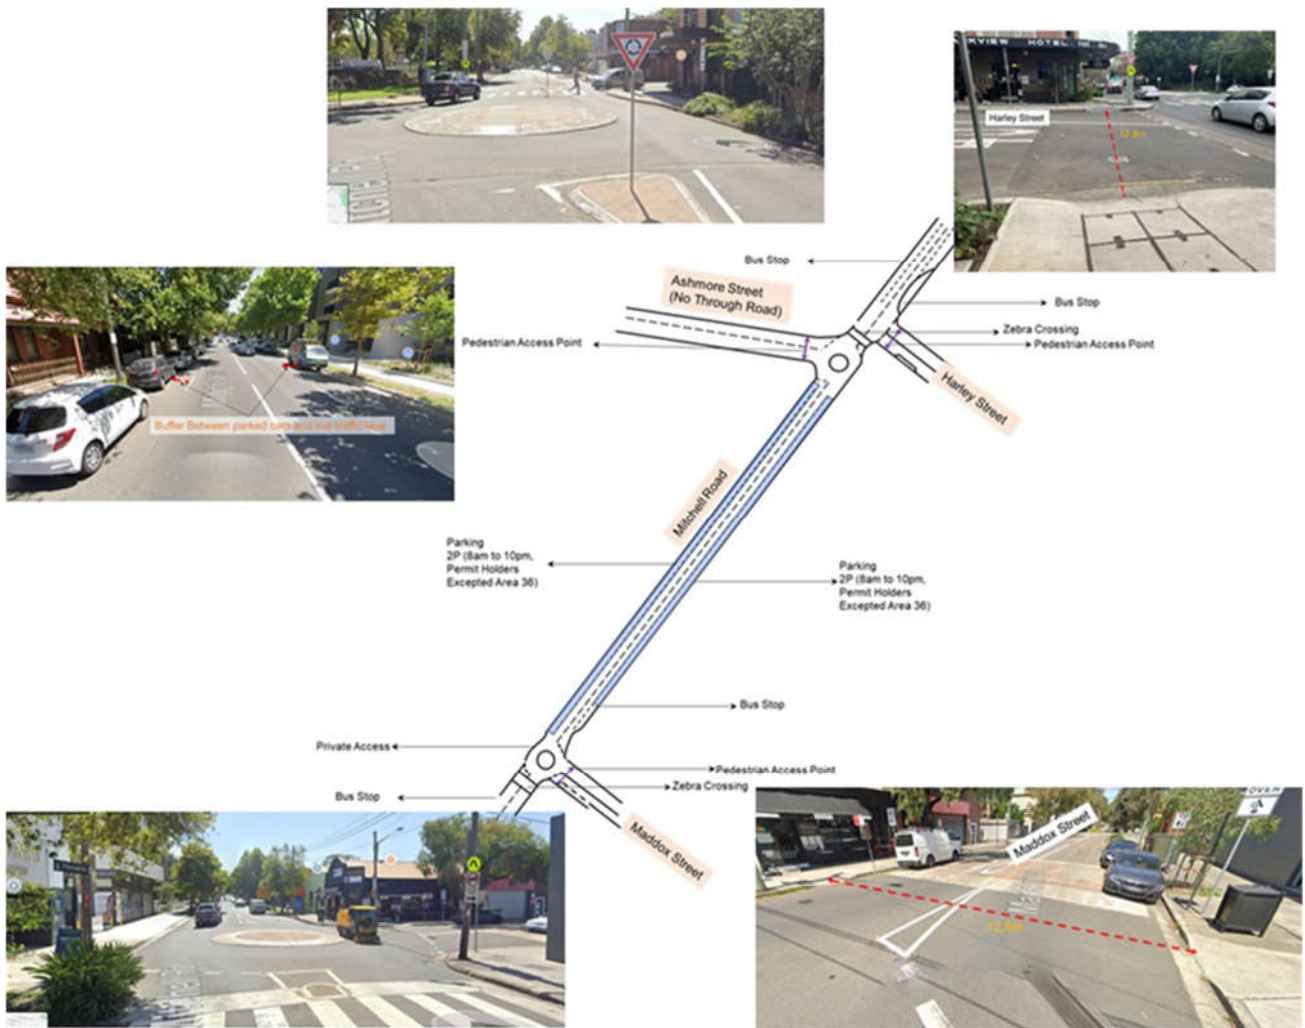 KVIEW HOTEL
Harley Street
Bus Stop
Ashmore Street
(No Through Road)
Bus Stop
Zebra Crossing
Pedestrian Access Point
Pedestrian Access Point
Harley Street
Buffer Between parked cars and live traffic lane
Mitchell Road
Parking
2P (8am to 10pm,
Permit Holders
Excepted Area 36)
Parking
2P (8am to 10pm,
Permit Holders
Excepted Area 36)
Bus Stop
Private Access
Pedestrian Access Point
Zebra Crossing
Bus Stop
Maddox Street
Maddox Street
OVER